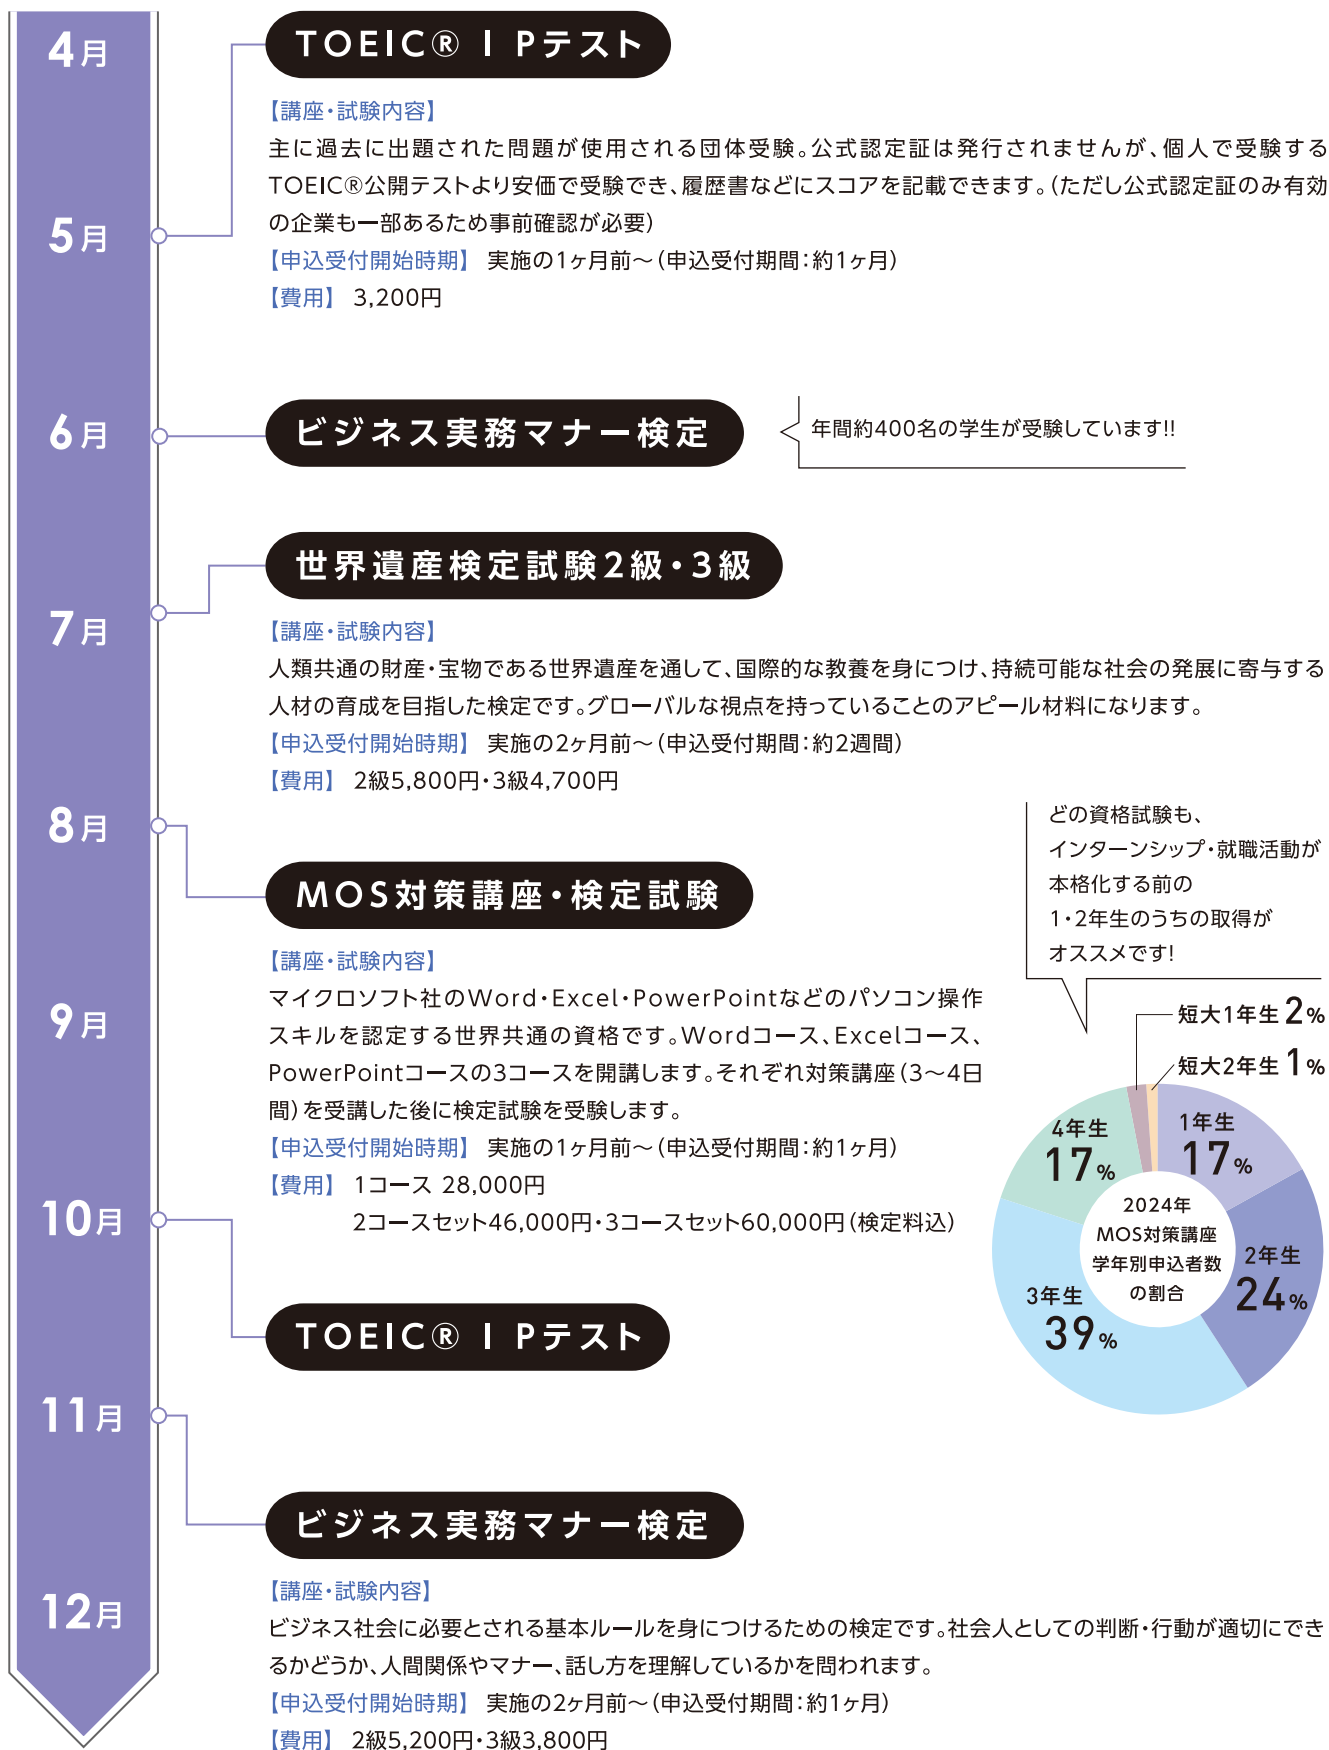 4月
TOEIC® IPテスト
【講座・試験内容】
主に過去に出題された問題が使用される団体受験。公式認定証は発行されませんが、個人で受験する
TOEIC®公開テストより安価で受験でき、履歴書などにスコアを記載できます。（ただし公式認定証のみ有効
の企業も一部あるため事前確認が必要）
【申込受付開始時期】 実施の1ヶ月前～（申込受付期間：約1ヶ月）
【費用】 3,200円
5月
6月
ビジネス実務マナー検定
年間約400名の学生が受験しています!!
世界遺産検定試験2級・3級
【講座・試験内容】
人類共通の財産・宝物である世界遺産を通して、国際的な教養を身につけ、持続可能な社会の発展に寄与する
人材の育成を目指した検定です。グローバルな視点を持っていることのアピール材料になります。
【申込受付開始時期】 実施の2ヶ月前～（申込受付期間：約2週間）
【費用】 2級5,800円・3級4,700円
7月
8月
MOS対策講座・検定試験
【講座・試験内容】
マイクロソフト社のWord・Excel・PowerPointなどのパソコン操作
スキルを認定する世界共通の資格です。Wordコース、Excelコース、
PowerPointコースの3コースを開講します。それぞれ対策講座（3～4日
間）を受講した後に検定試験を受験します。
【申込受付開始時期】 実施の1ヶ月前～（申込受付期間：約1ヶ月）
【費用】 1コース 28,000円
2コースセット46,000円・3コースセット60,000円（検定料込）
どの資格試験も、
インターンシップ・就職活動が
本格化する前の
1・2年生のうちの取得が
オススメです!
短大1年生 2%
短大2年生 1%
4年生
17%
1年生
17%
2024年
MOS対策講座
学年別申込者数
の割合
2年生
24%
3年生
39%
9月
10月
TOEIC® IPテスト
11月
ビジネス実務マナー検定
【講座・試験内容】
ビジネス社会に必要とされる基本ルールを身につけるための検定です。社会人としての判断・行動が適切にでき
るかどうか、人間関係やマナー、話し方を理解しているかを問われます。
【申込受付開始時期】 実施の2ヶ月前～（申込受付期間：約1ヶ月）
【費用】 2級5,200円・3級3,800円
12月